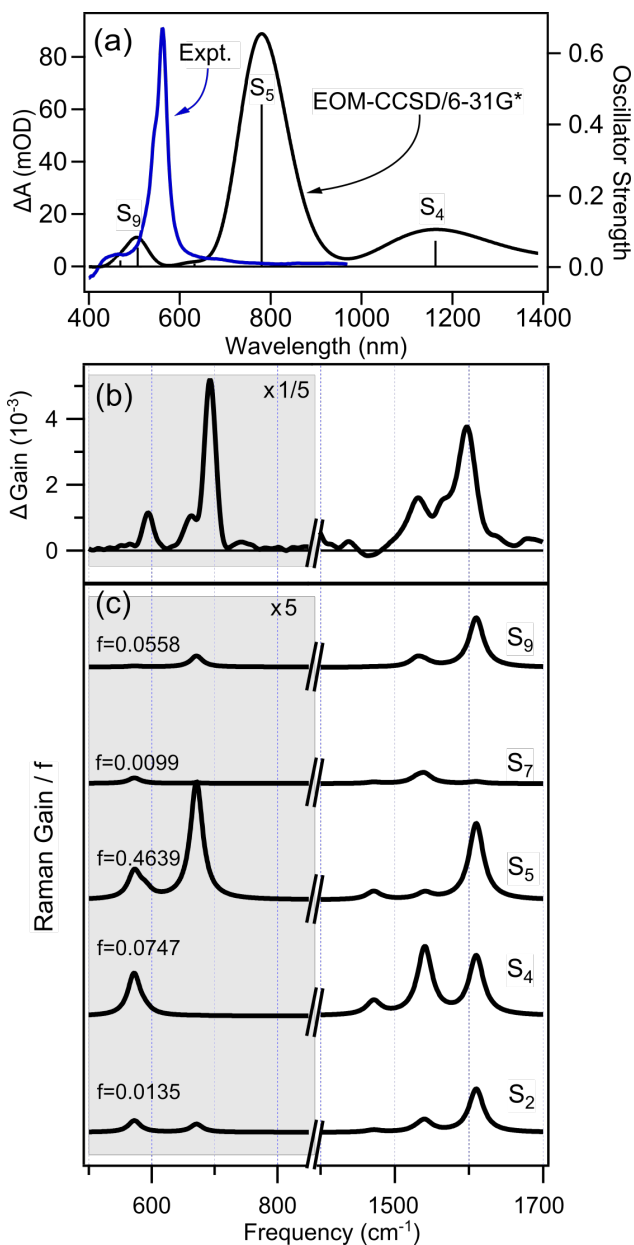 (a)
Expt.
S5
EOM-CCSD/6-31G*
S9
S4
ΔA (mOD)
80
60
40
20
0
Oscillator Strength
0.6
0.4
0.2
0.0
400 600 800 1000 1200 1400
Wavelength (nm)
(b)
x 1/5
Δ Gain (10-3)
4
2
0
(c)
x 5
f=0.0558
S9
f=0.0099
S7
f=0.4639
S5
f=0.0747
S4
f=0.0135
S2
Raman Gain / f
600 1500 1700
Frequency (cm-1)